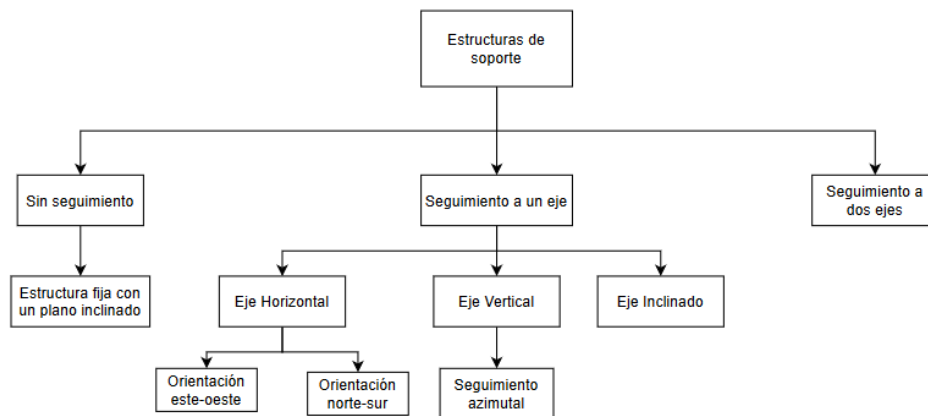 Estructuras de
soporte
Sin seguimiento
Seguimiento a un eje
Seguimiento a
dos ejes
Estructura fija con
un plano inclinado
Eje Horizontal
Eje Vertical
Eje Inclinado
Orientación
este-oeste
Orientación
norte-sur
Seguimiento
azimutal